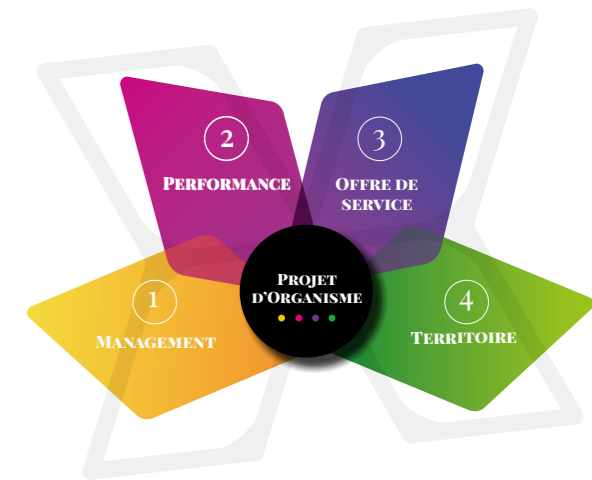 1
Management
2
Performance
3
Offre de
service
4
Territoire
Projet
d'Organisme